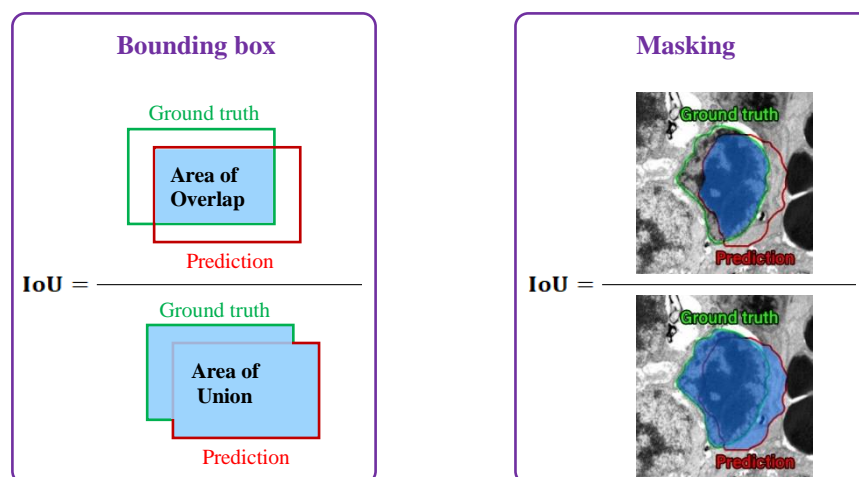 Bounding box
Ground truth
Area of
Overlap
Prediction
IoU =
Ground truth
Area of
Union
Prediction
Masking
Ground truth
Prediction
IoU =
Ground truth
Prediction